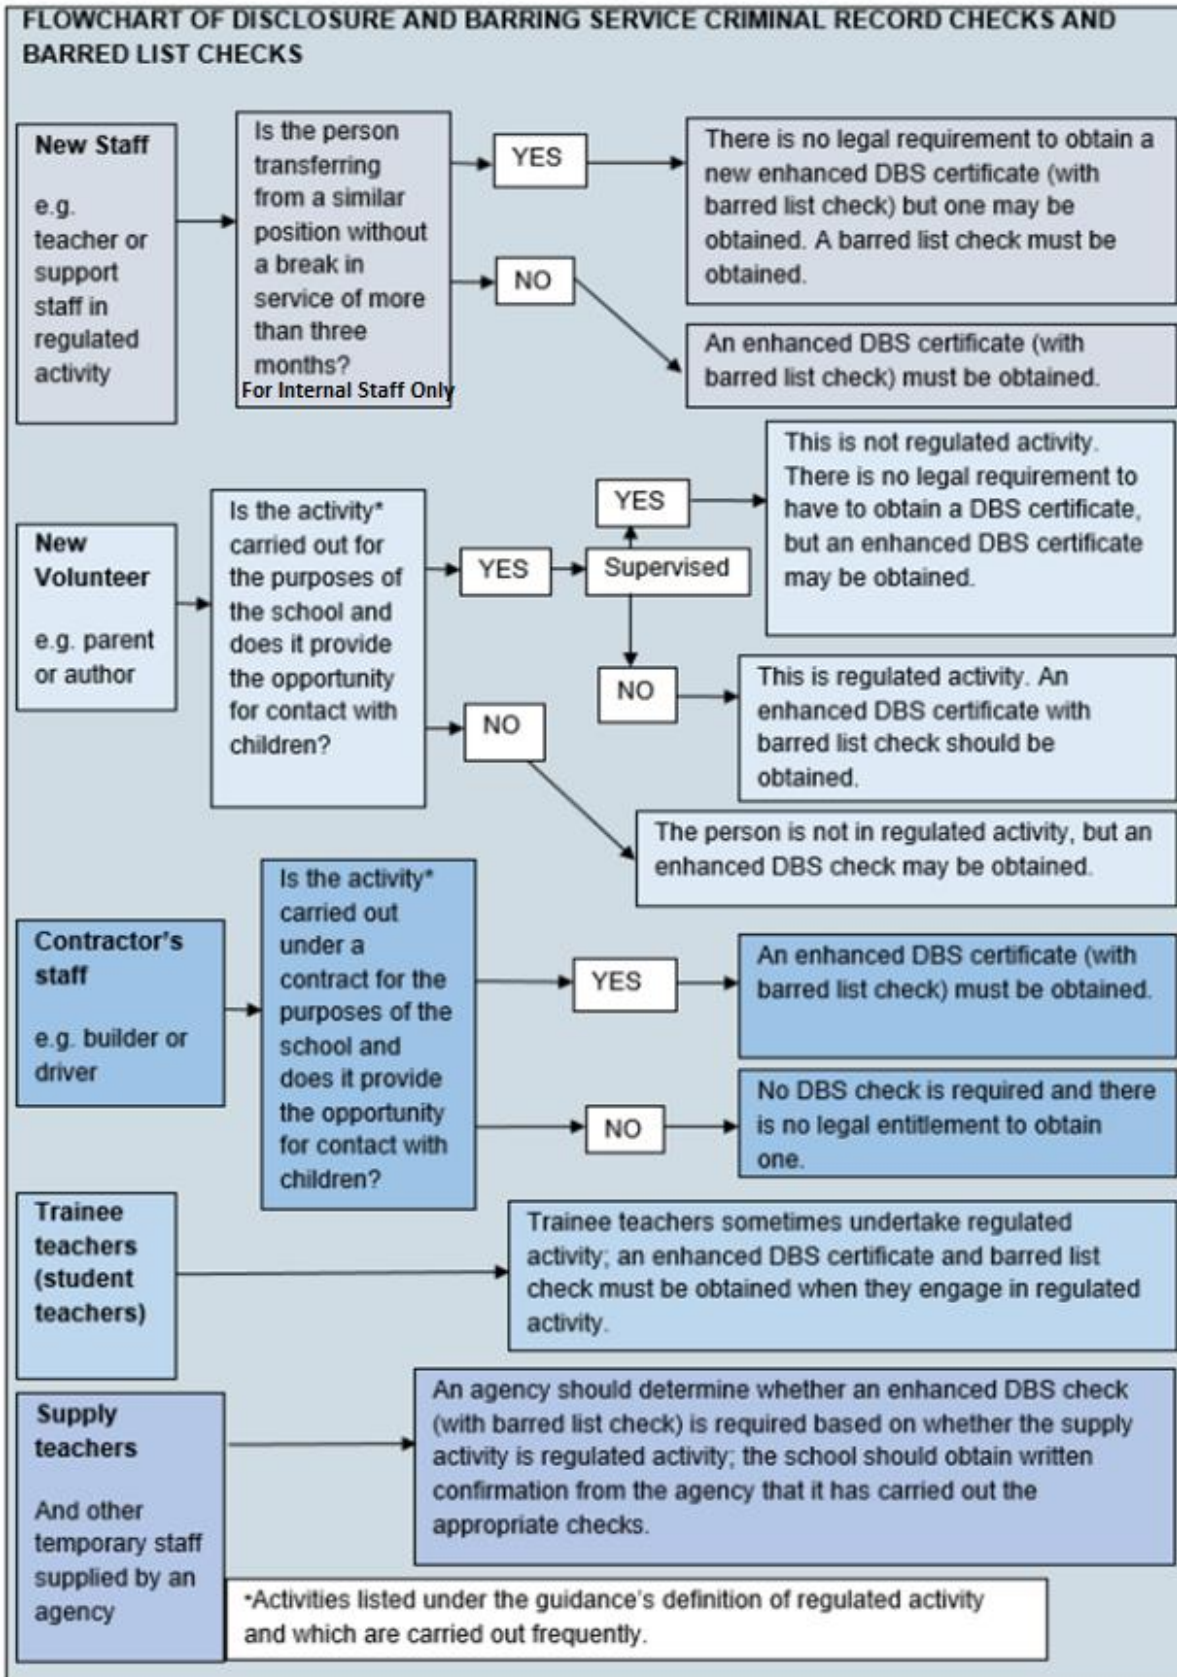 FLOWCHART OF DISCLOSURE AND BARRING SERVICE CRIMINAL RECORD CHECKS AND
BARRED LIST CHECKS
New Staff
e.g.
teacher or
support
staff in
regulated
activity
Is the person
transferring
from a similar
position without
a break in
service of more
than three
months?
For Internal Staff Only
YES
There is no legal requirement to obtain a
new enhanced DBS certificate (with
barred list check) but one may be
obtained. A barred list check must be
obtained.
NO
An enhanced DBS certificate (with
barred list check) must be obtained.
New
Volunteer
e.g. parent
or author
Is the activity*
carried out for
the purposes of
the school and
does it provide
the opportunity
for contact with
children?
YES
Supervised
YES
This is not regulated activity.
There is no legal requirement to
have to obtain a DBS certificate,
but an enhanced DBS certificate
may be obtained.
NO
This is regulated activity. An
enhanced DBS certificate with
barred list check should be
obtained.
NO
The person is not in regulated activity, but an
enhanced DBS check may be obtained.
Contractor's
staff
e.g. builder or
driver
Is the activity*
carried out
under a
contract for the
purposes of the
school and
does it provide
the opportunity
for contact with
children?
YES
An enhanced DBS certificate (with
barred list check) must be obtained.
NO
No DBS check is required and there
is no legal entitlement to obtain
one.
Trainee
teachers
(student
teachers)
Trainee teachers sometimes undertake regulated
activity; an enhanced DBS certificate and barred list
check must be obtained when they engage in regulated
activity.
Supply
teachers
And other
temporary staff
supplied by an
agency
An agency should determine whether an enhanced DBS check
(with barred list check) is required based on whether the supply
activity is regulated activity; the school should obtain written
confirmation from the agency that it has carried out the
appropriate checks.
*Activities listed under the guidance's definition of regulated activity
and which are carried out frequently.